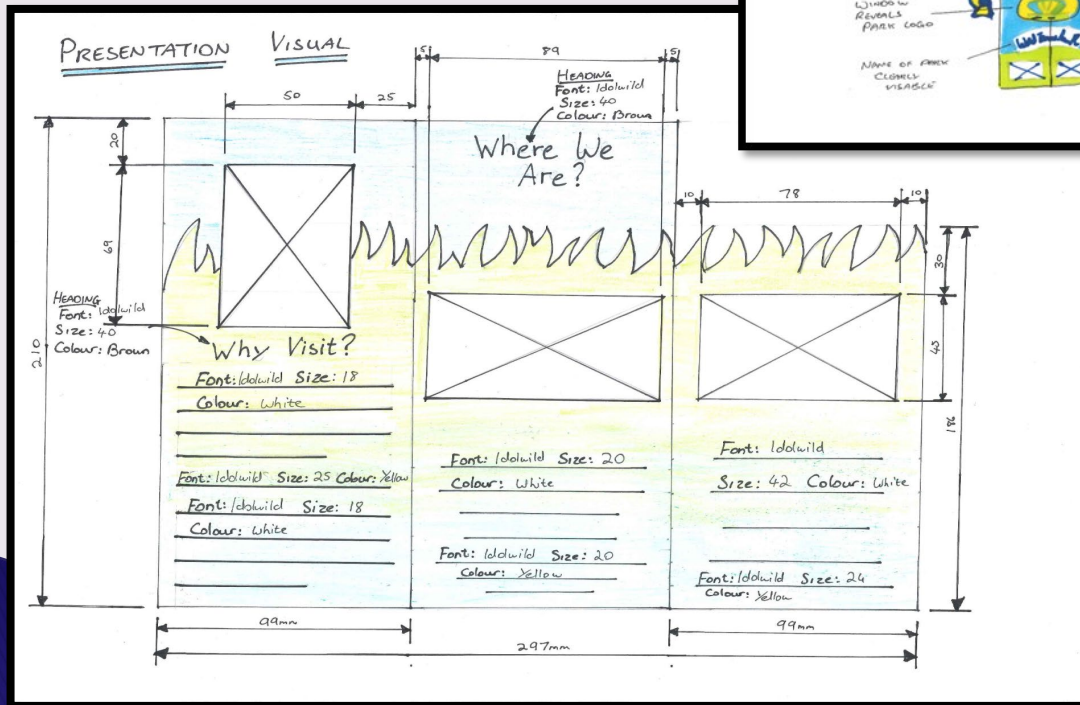 PRESENTATION VISUAL
WINDOW
REVEALS
PARK LOGO
NAME OF PARK
CLEARLY
VISIBLE
5
89
5
50
25
HEADING
Font: Idolwild
Size: 40
Colour: Brown
Where We
Are?
20
69
210
10
78
10
30
45
HEADING
Font: Idolwild
Size: 40
Colour: Brown
Why Visit?
Font: Idolwild Size: 18
Colour: White
Font: Idolwild Size: 25 Colour: Yellow
Font: Idolwild Size: 18
Colour: White
Font: Idolwild Size: 20
Colour: White
Font: Idolwild Size: 20
Colour: Yellow
Font: Idolwild
Size: 42 Colour: White
Font: Idolwild Size: 24
Colour: Yellow
99mm
99mm
297mm